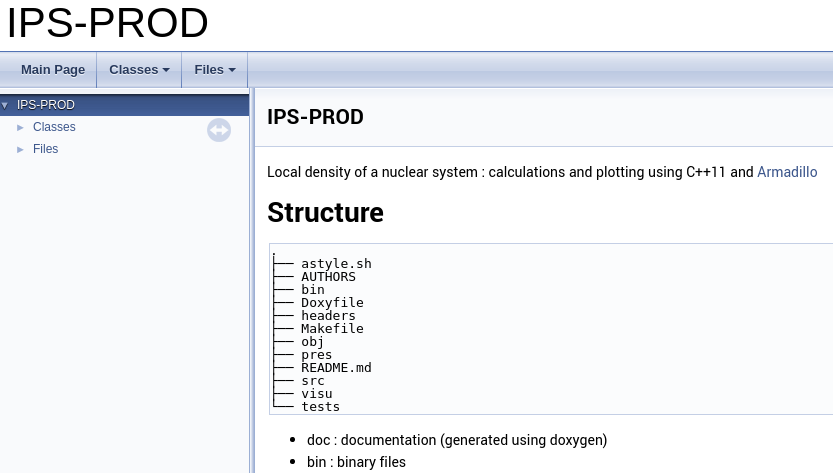 IPS-PROD
Main Page Classes Files
IPS-PROD
Classes
Files
IPS-PROD
Local density of a nuclear system : calculations and plotting using C++11 and Armadillo
Structure
.
├── astyle.sh
├── AUTHORS
├── bin
├── Doxyfile
├── headers
├── Makefile
├── obj
├── pres
├── README.md
├── src
├── visu
└── tests
• doc : documentation (generated using doxygen)
• bin : binary files